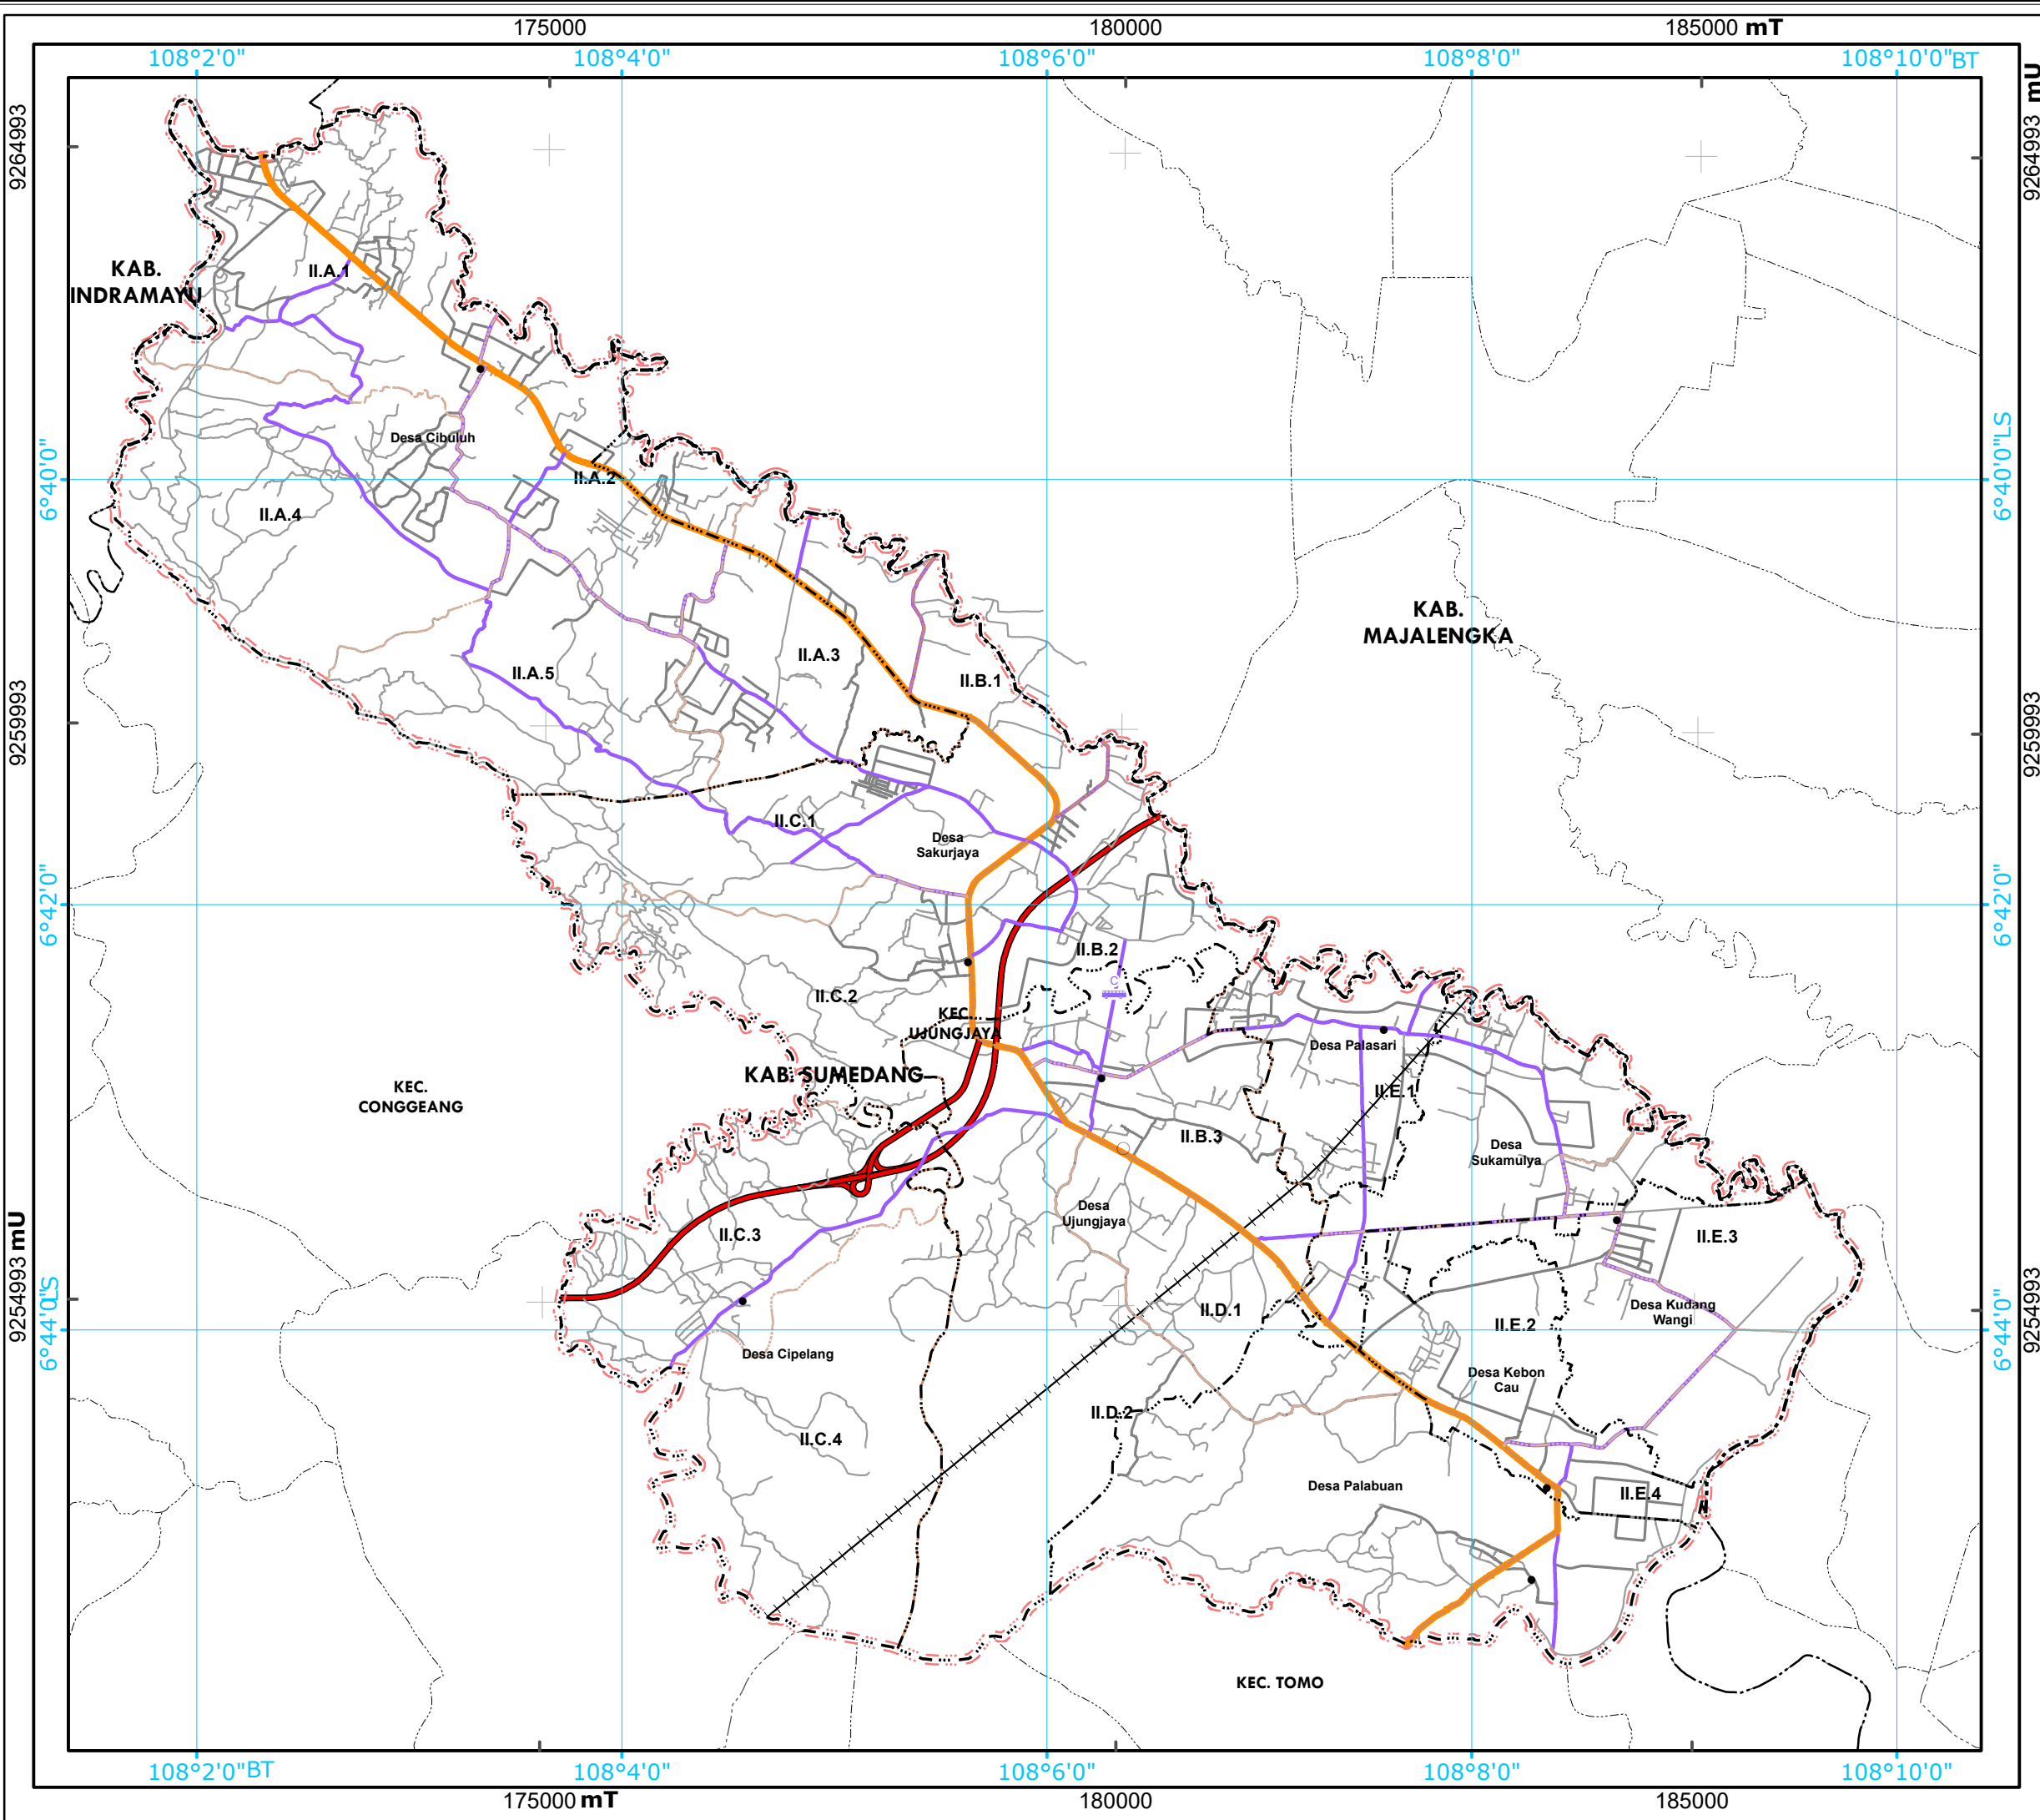 175000
180000
185000 mT
108°2'0"
108°4'0"
108°6'0"
108°8'0"
108°10'0"BT
9264993
9264993 mU
KAB.
INDRAMAYU
II.A.1
Desa Cibuluh
6°40'0"
II.A.2
6°40'0"LS
II.A.4
KAB.
MAJALENGKA
II.A.3
II.A.5
II.B.1
9259993
9259993
II.C.1
Desa
Sakurjaya
6°42'0"
6°42'0"
II.B.2
C
II.C.2
KEC.
UJUNGJAYA
Desa Palasari
KAB. SUMEDANG
KEC.
CONGGEANG
II.E.1
II.B.3
Desa
Sukamulya
Desa
Ujungjaya
II.C.3
II.E.3
9254993 mU
9254993
6°44'0"LS
6°44'0"
II.D.1
II.E.2
Desa Kudang
Wangi
Desa Cipelang
Desa Kebon
Cau
II.D.2
II.C.4
Desa Palabuan
II.E.4
KEC. TOMO
108°2'0"BT
108°4'0"
108°6'0"
108°8'0"
108°10'0"
175000 mT
180000
185000